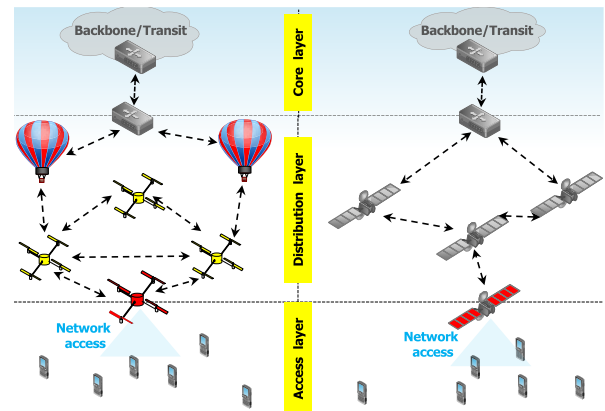 Backbone/Transit
Backbone/Transit
Core layer
Distribution layer
Network
access
Network
access
Access layer